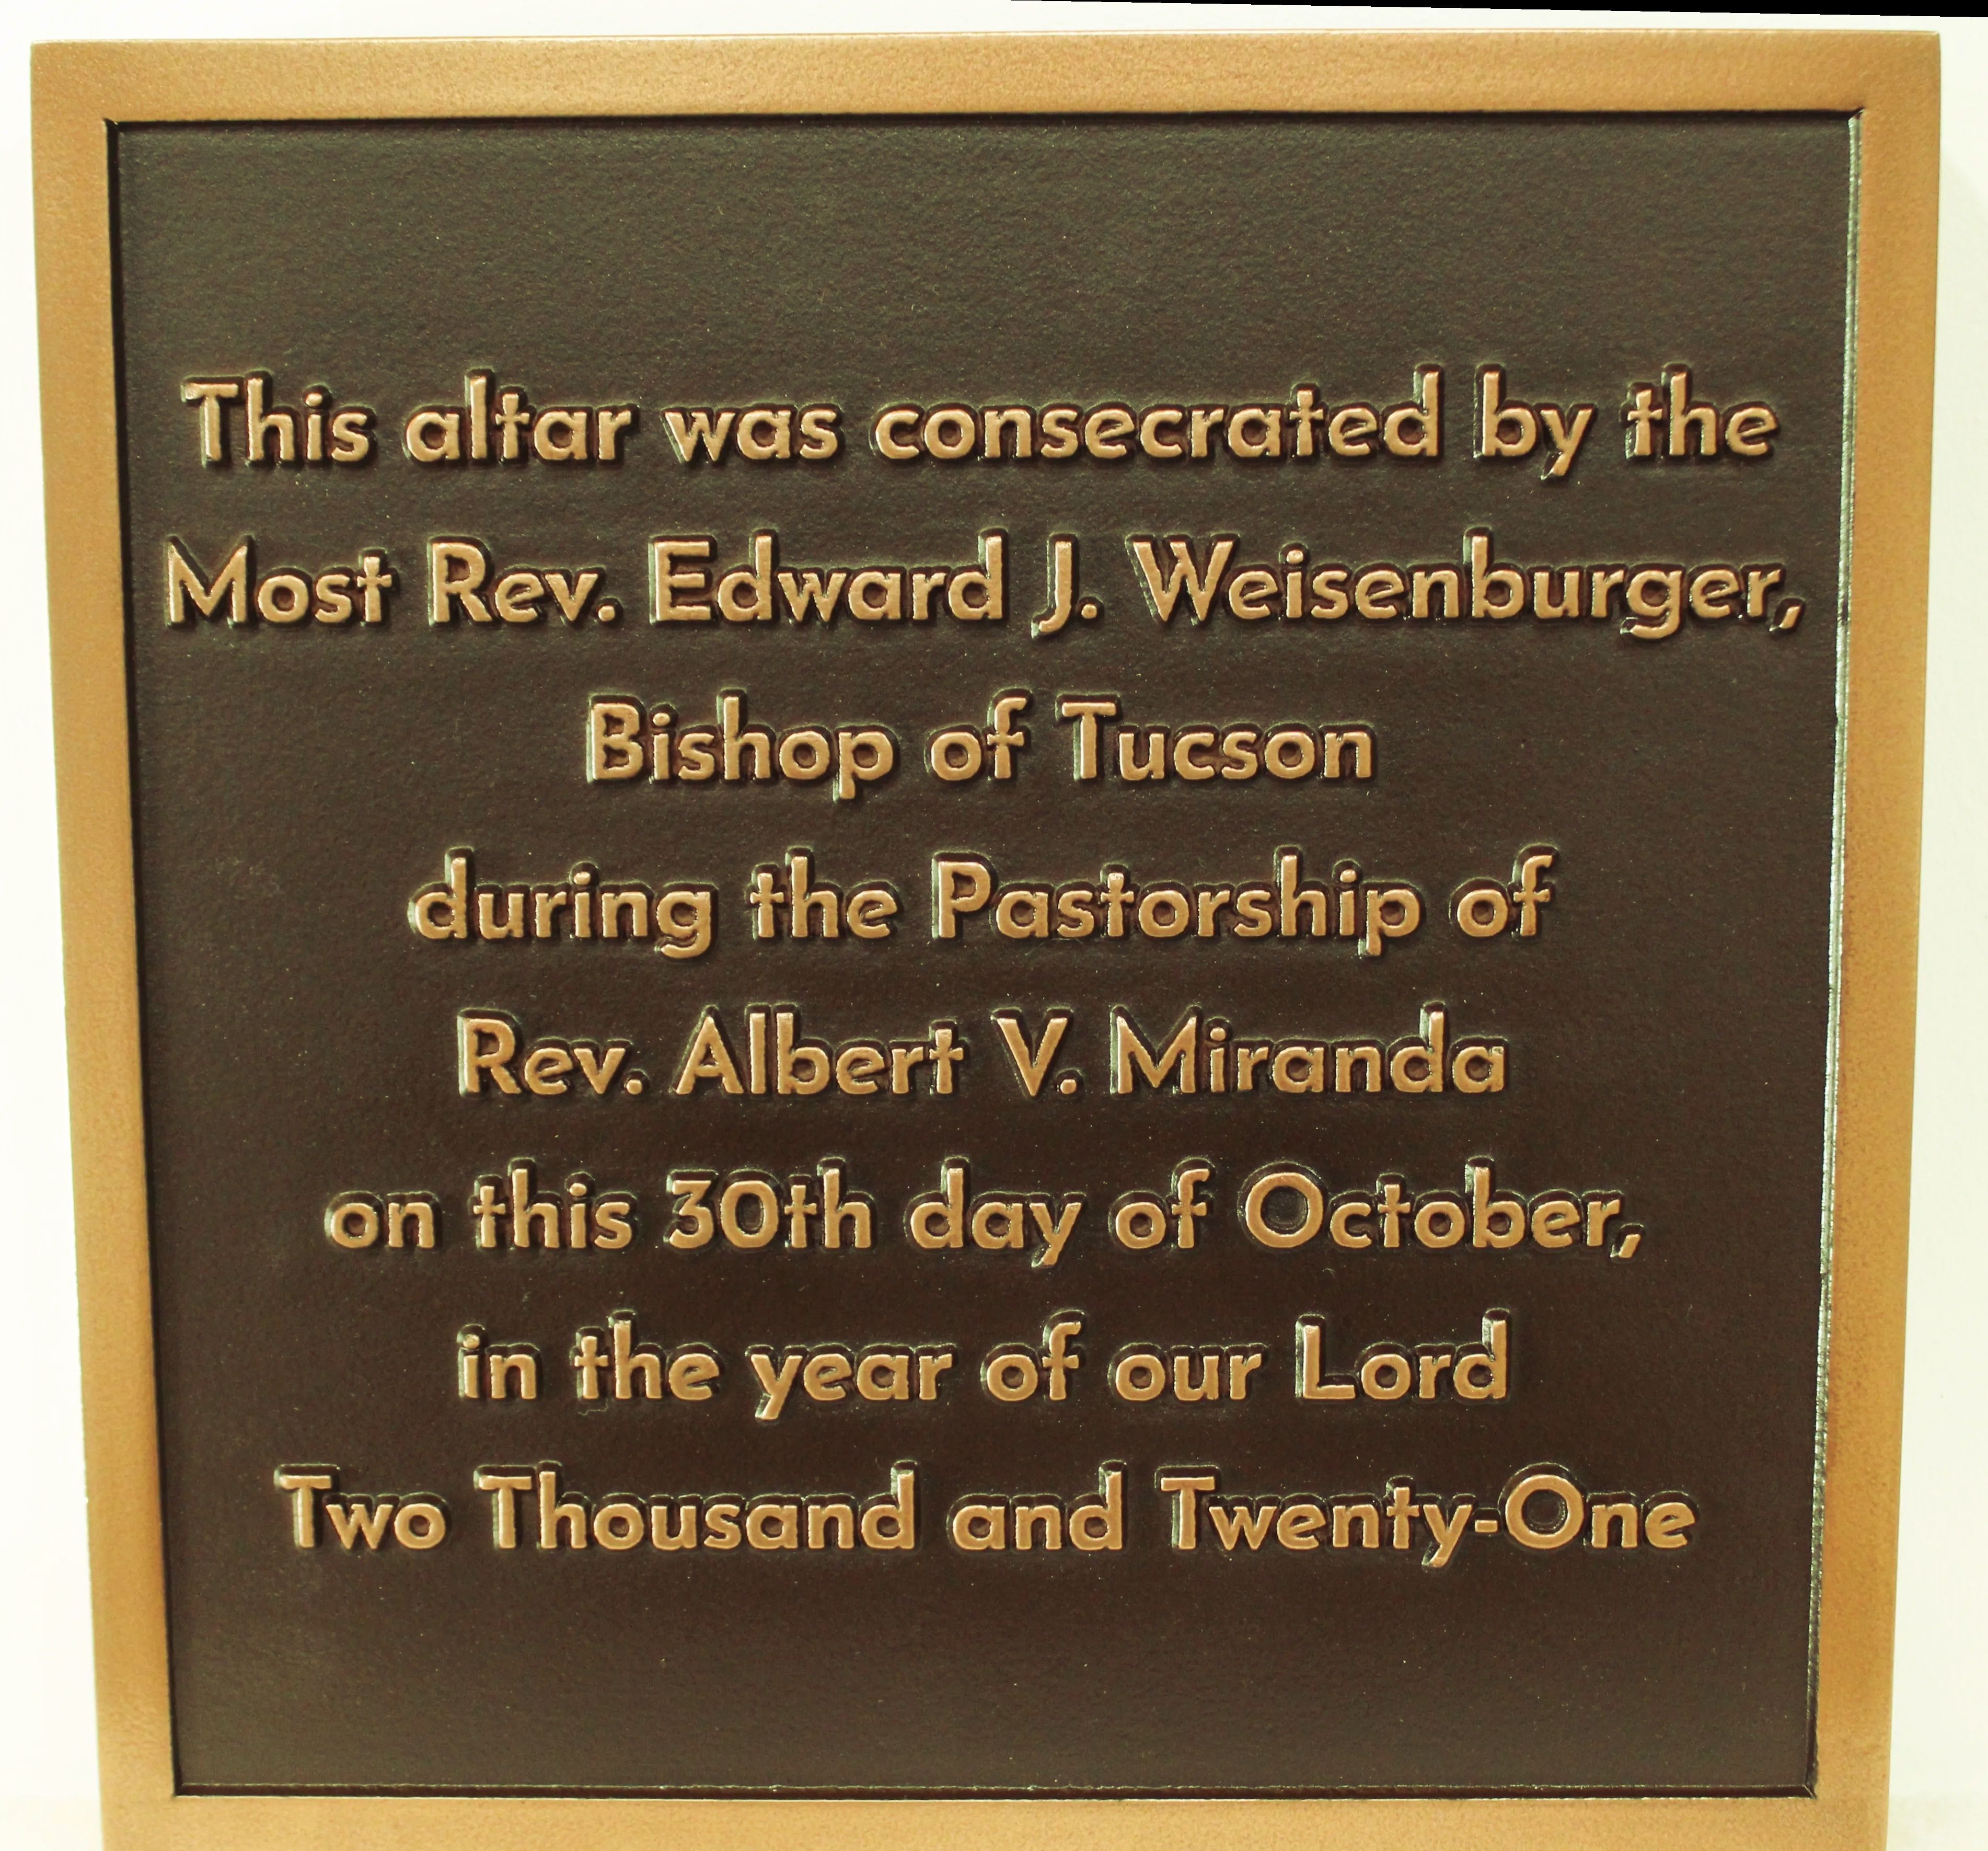 This altar was consecrated by the
Most Rev. Edward J. Weisenburger,
Bishop of Tucson
during the Pastorship of
Rev. Albert V. Miranda
on this 30th day of October,
in the year of our Lord
Two Thousand and Twenty-One